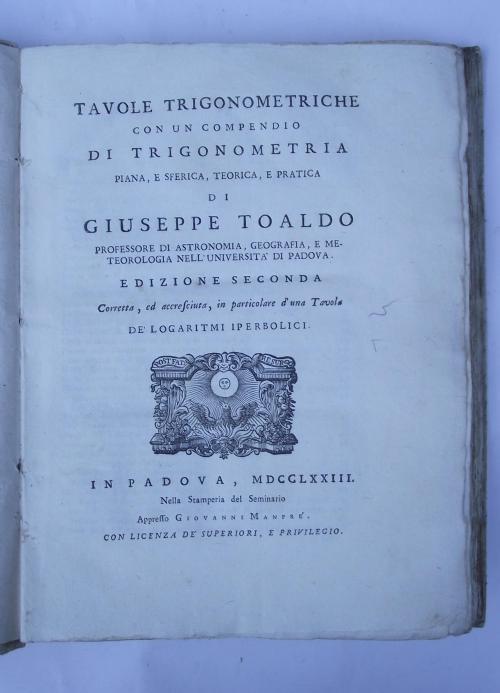 TAVOLE TRIGONOMETRICHE
CON UN COMPENDIO
DI TRIGONOMETRIA
PIANA, E SFERICA, TEORICA, E PRATICA
DI
GIUSEPPE TOALDO
PROFESSORE DI ASTRONOMIA, GEOGRAFIA, E ME-
TEOROLOGIA NELL'UNIVERSITA' DI PADOVA.
EDIZIONE SECONDA
Corretta, ed accreſciuta, in particolare d'una Tavola
DE' LOGARITMI IPERBOLICI.
POST FATA
IN PADOVA, MDCCLXXIII.
Nella Stamperia del Seminario
Appreſſo GIOVANNI MANFRE'.
CON LICENZA DE' SUPERIORI, E PRIVILEGIO.